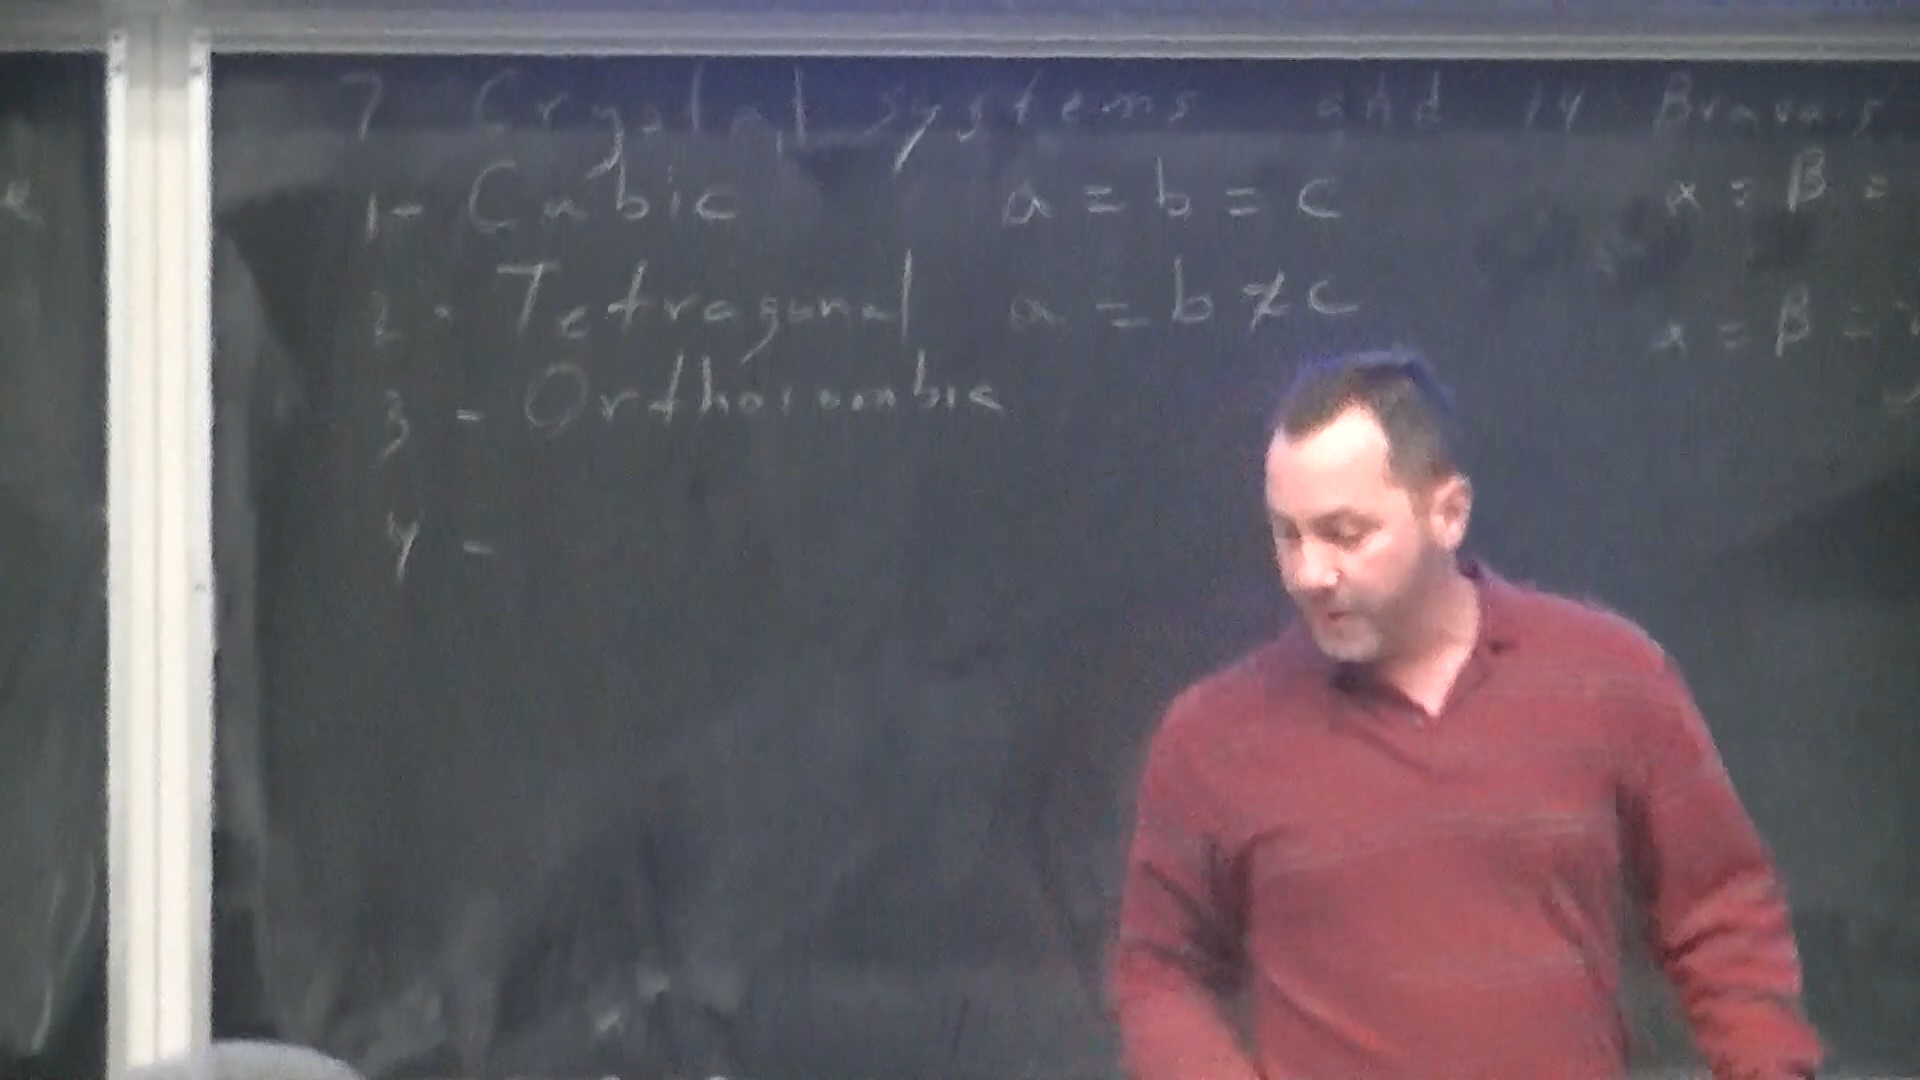 7 Crystal systems and 14 Bravais
1- Cubic a = b = c α = β =
2 - Tetragonal a = b ≠ c α = β =
3 - Orthorombic
4 -